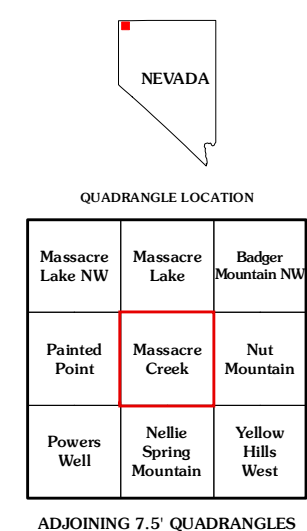 NEVADA
QUADRANGLE LOCATION
Massacre
Lake NW
Massacre
Lake
Badger
Mountain NW
Painted
Point
Massacre
Creek
Nut
Mountain
Powers
Well
Nellie
Spring
Mountain
Yellow
Hills
West
ADJOINING 7.5' QUADRANGLES